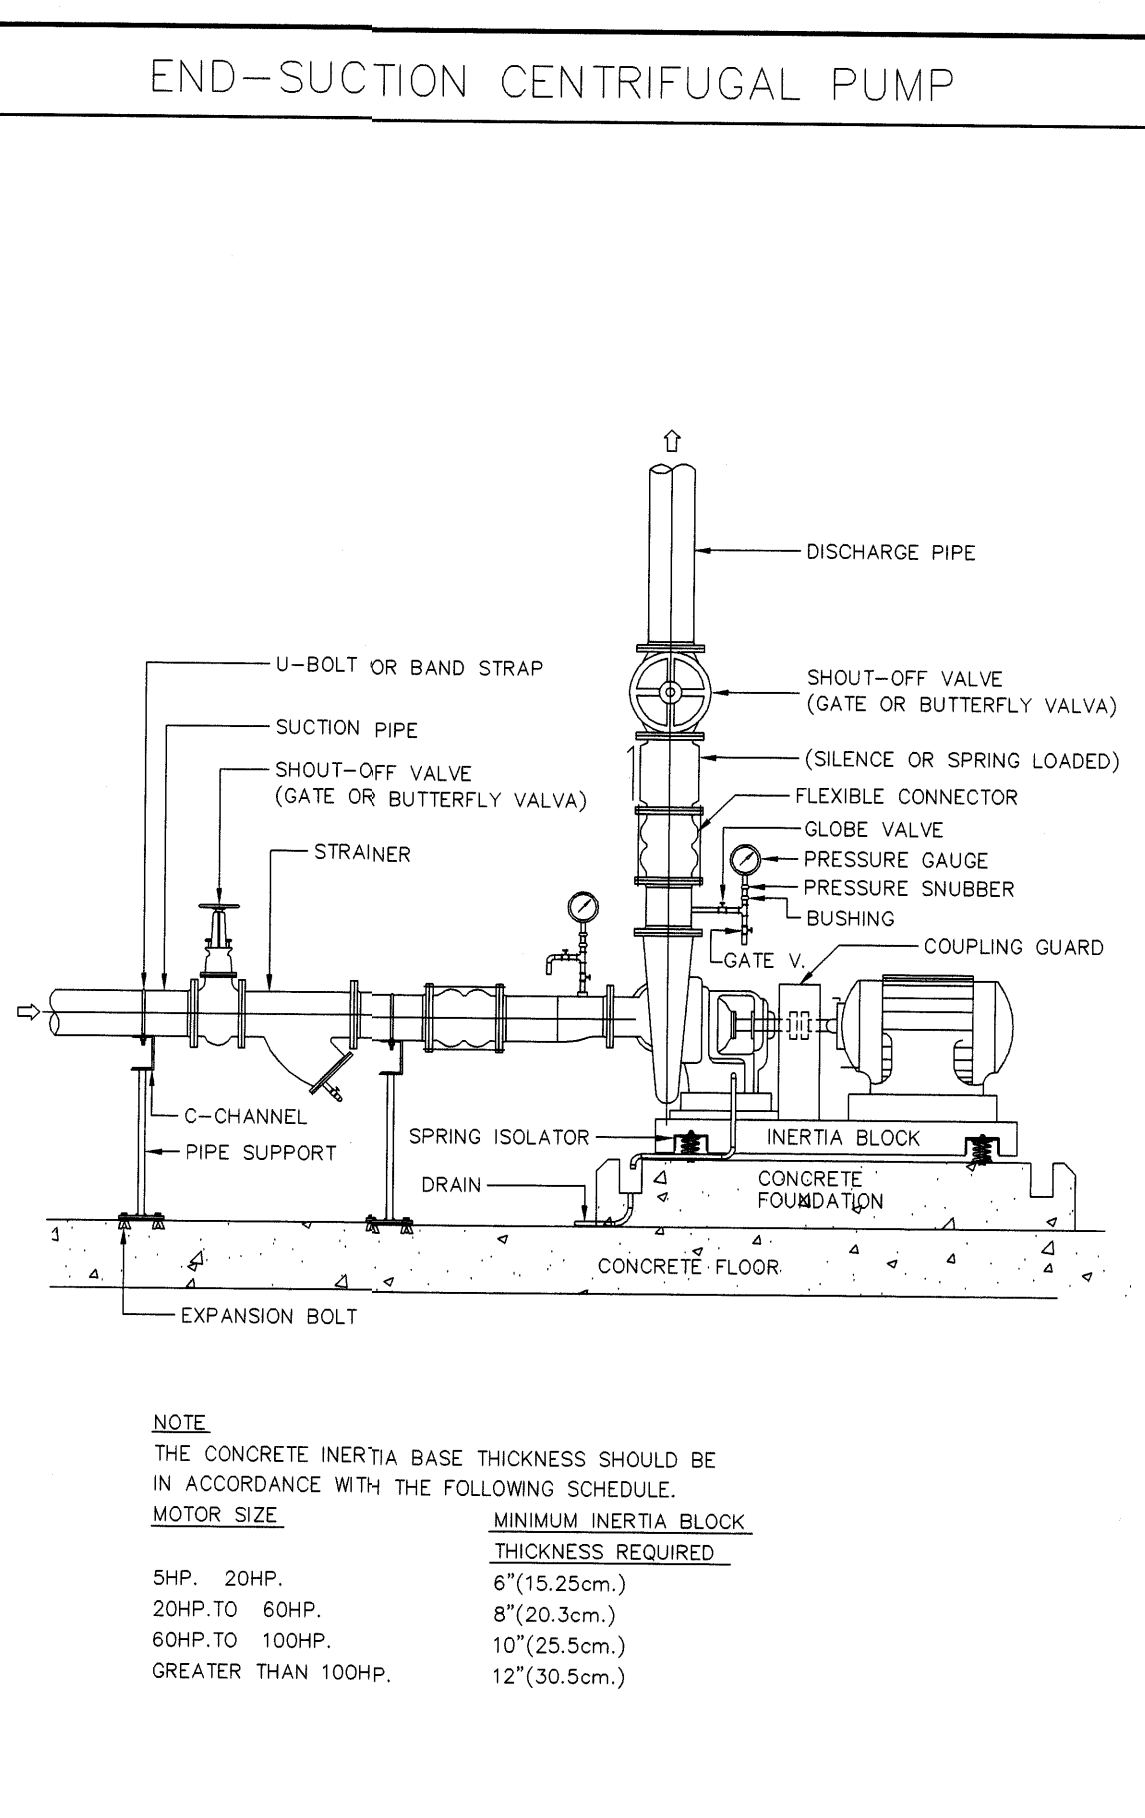 END-SUCTION CENTRIFUGAL PUMP
DISCHARGE PIPE
U-BOLT OR BAND STRAP
SHOUT-OFF VALVE
(GATE OR BUTTERFLY VALVA)
SUCTION PIPE
(SILENCE OR SPRING LOADED)
SHOUT-OFF VALVE
(GATE OR BUTTERFLY VALVA)
FLEXIBLE CONNECTOR
GLOBE VALVE
STRAINER
PRESSURE GAUGE
PRESSURE SNUBBER
BUSHING
COUPLING GUARD
GATE V.
C-CHANNEL
SPRING ISOLATOR
INERTIA BLOCK
PIPE SUPPORT
DRAIN
CONCRETE
FOUNDATION
CONCRETE FLOOR
EXPANSION BOLT
NOTE
THE CONCRETE INERTIA BASE THICKNESS SHOULD BE
IN ACCORDANCE WITH THE FOLLOWING SCHEDULE.
MOTOR SIZE MINIMUM INERTIA BLOCK
THICKNESS REQUIRED
5HP. 20HP. 6"(15.25cm.)
20HP.TO 60HP. 8"(20.3cm.)
60HP.TO 100HP. 10"(25.5cm.)
GREATER THAN 100HP. 12"(30.5cm.)